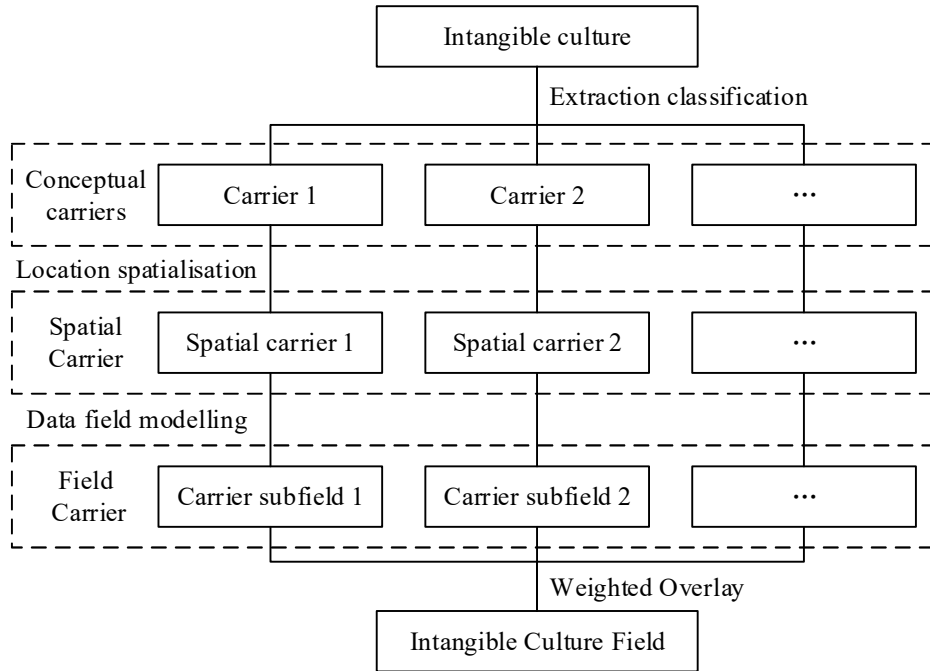 Intangible culture
Extraction classification
Conceptual
carriers
Carrier 1
Carrier 2
...
Location spatialisation
Spatial
Carrier
Spatial carrier 1
Spatial carrier 2
...
Data field modelling
Field
Carrier
Carrier subfield 1
Carrier subfield 2
...
Weighted Overlay
Intangible Culture Field